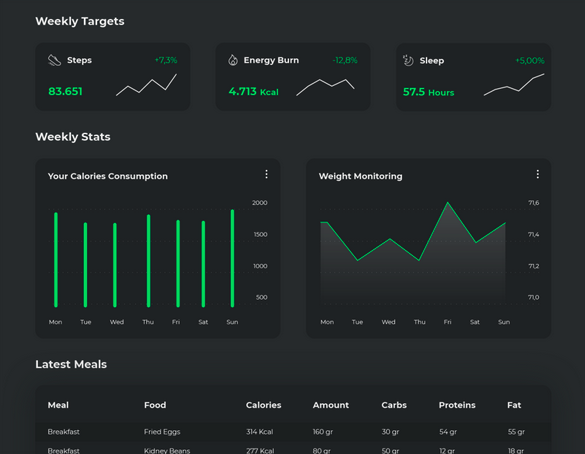 Weekly Targets
Steps +7,3%
83.651
Energy Burn -12,8%
4.713 Kcal
Sleep +5,00%
57.5 Hours
Weekly Stats
Your Calories Consumption
2000
1500
1000
500
Mon Tue Wed Thu Fri Sat Sun
Weight Monitoring
71,6
71,4
71,2
71,0
Mon Tue Wed Thu Fri Sat Sun
Latest Meals
Meal Food Calories Amount Carbs Proteins Fat
Breakfast Fried Eggs 314 Kcal 160 gr 30 gr 54 gr 55 gr
Breakfast Kidney Beans 277 Kcal 80 gr 50 gr 12 gr 18 gr